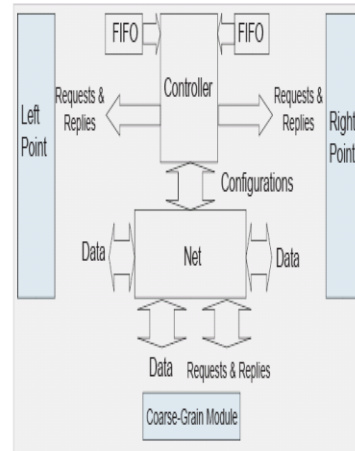 FIFO
FIFO
Controller
Requests &
Replies
Requests &
Replies
Left
Point
Right
Point
Configurations
Net
Data
Data
Data
Requests & Replies
Coarse-Grain Module